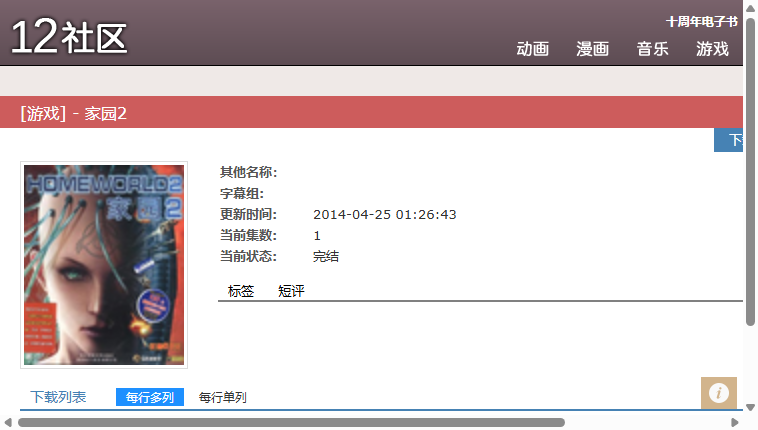 12社区
十周年电子书
动画 漫画 音乐 游戏
[游戏] - 家园2
HOMEWORLD2
家园2
其他名称:
字幕组:
更新时间: 2014-04-25 01:26:43
当前集数: 1
当前状态: 完结
标签 短评
下载列表 每行多列 每行单列